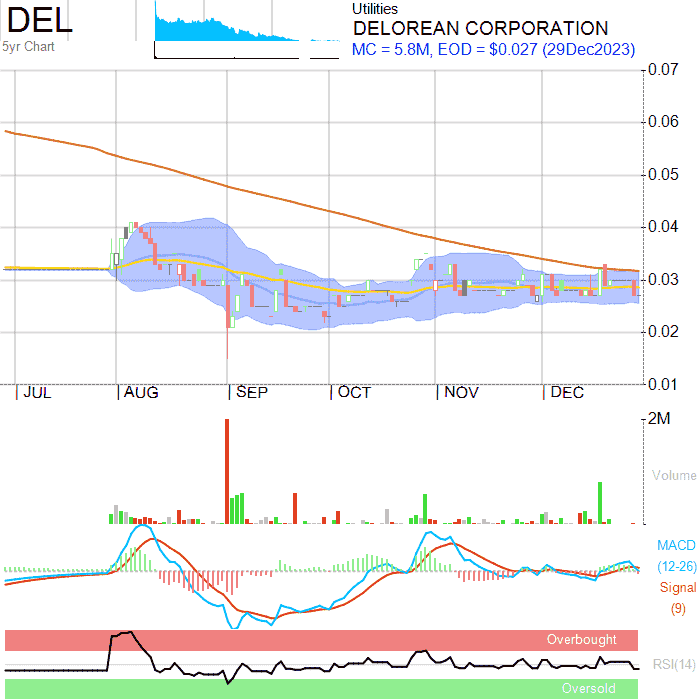 DEL
5yr Chart
Utilities
DELOREAN CORPORATION
MC = 5.8M, EOD = $0.027 (29Dec2023)
0.07
0.06
0.05
0.04
0.03
0.02
0.01
JUL AUG SEP OCT NOV DEC
2M
Volume
MACD
(12-26)
Signal
(9)
Overbought
RSI(14)
Oversold